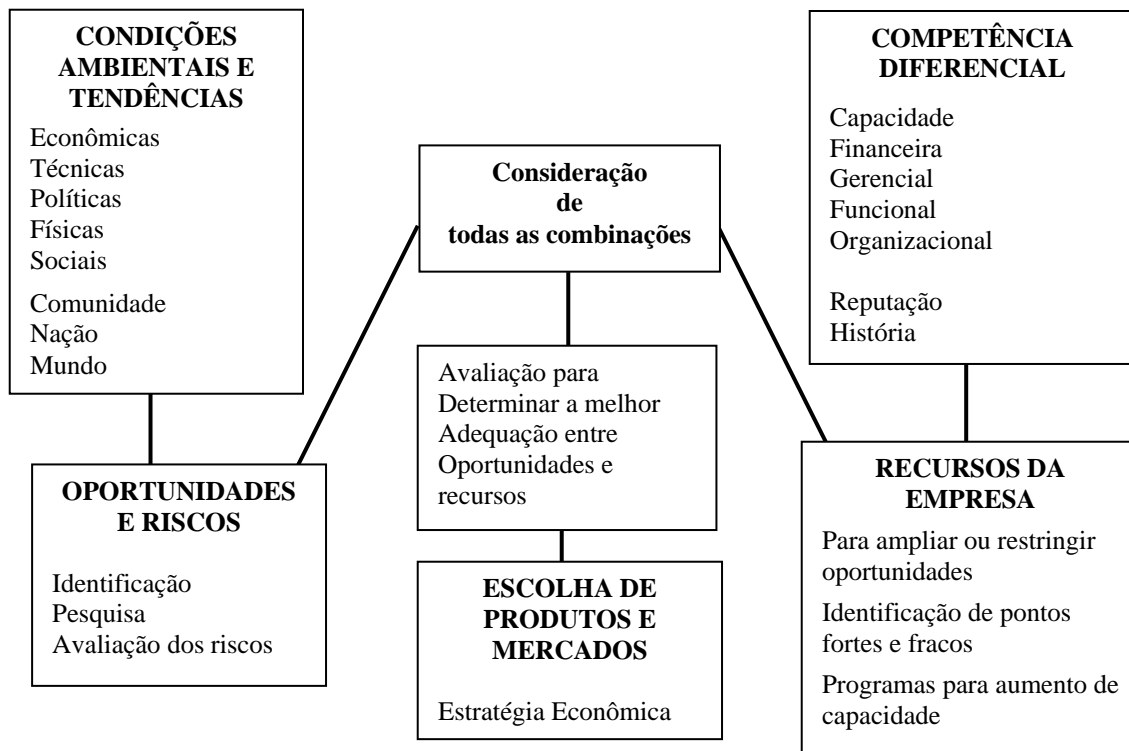 CONDIÇÕES
AMBIENTAIS E
TENDÊNCIAS
Econômicas
Técnicas
Políticas
Físicas
Sociais
Comunidade
Nação
Mundo
OPORTUNIDADES
E RISCOS
Identificação
Pesquisa
Avaliação dos riscos
Consideração
de
todas as combinações
Avaliação para
Determinar a melhor
Adequação entre
Oportunidades e
recursos
ESCOLHA DE
PRODUTOS E
MERCADOS
Estratégia Econômica
COMPETÊNCIA
DIFERENCIAL
Capacidade
Financeira
Gerencial
Funcional
Organizacional
Reputação
História
RECURSOS DA
EMPRESA
Para ampliar ou restringir
oportunidades
Identificação de pontos
fortes e fracos
Programas para aumento de
capacidade